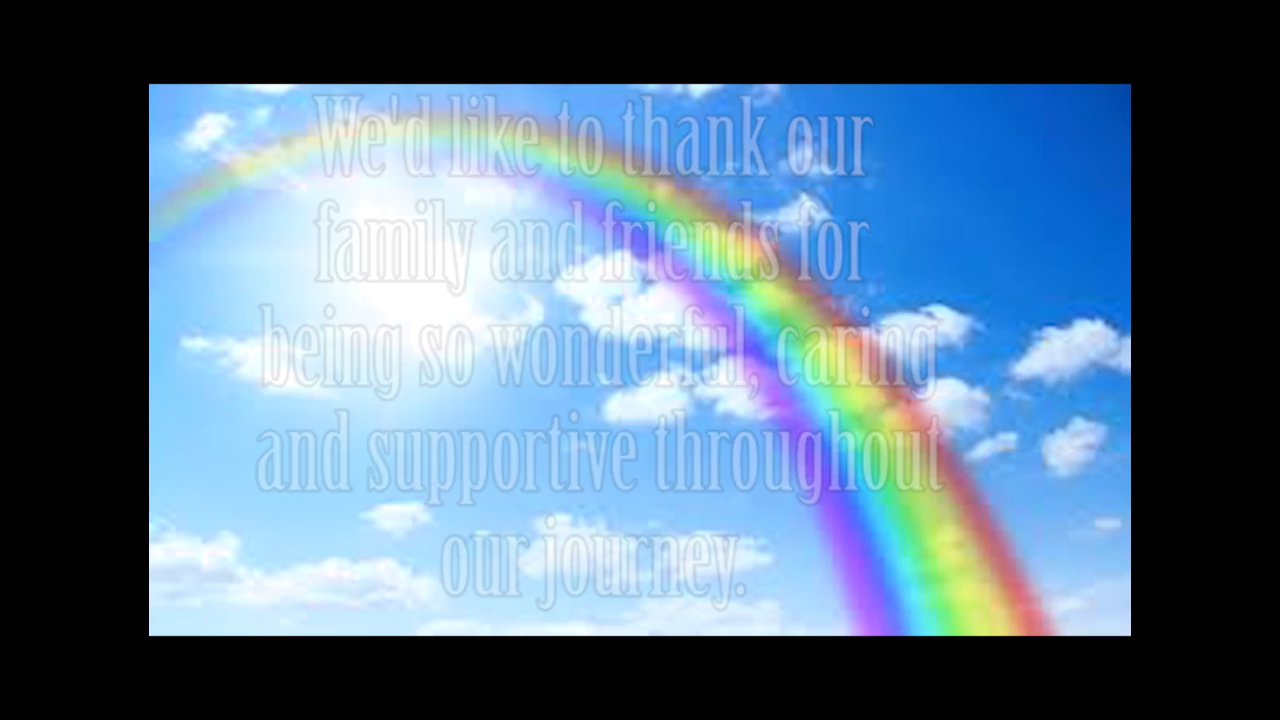 We'd like to thank our
family and friends for
being so wonderful, caring
and supportive throughout
our journey.